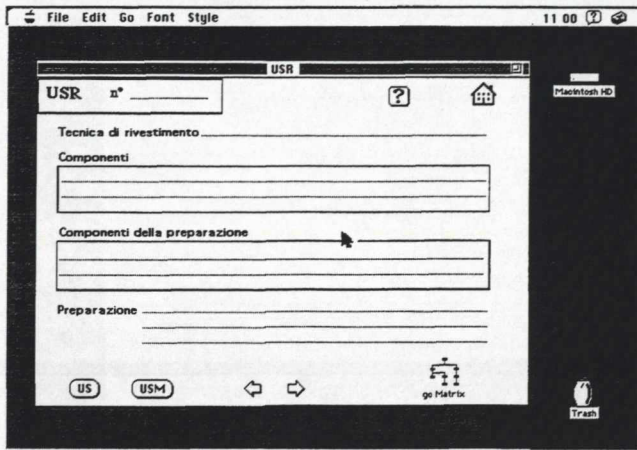 File Edit Go Font Style 11 00
USR
USR n°
Macintosh HD
Tecnica di rivestimento
Componenti
Componenti della preparazione
Preparazione
US USM go Matrix
Trash